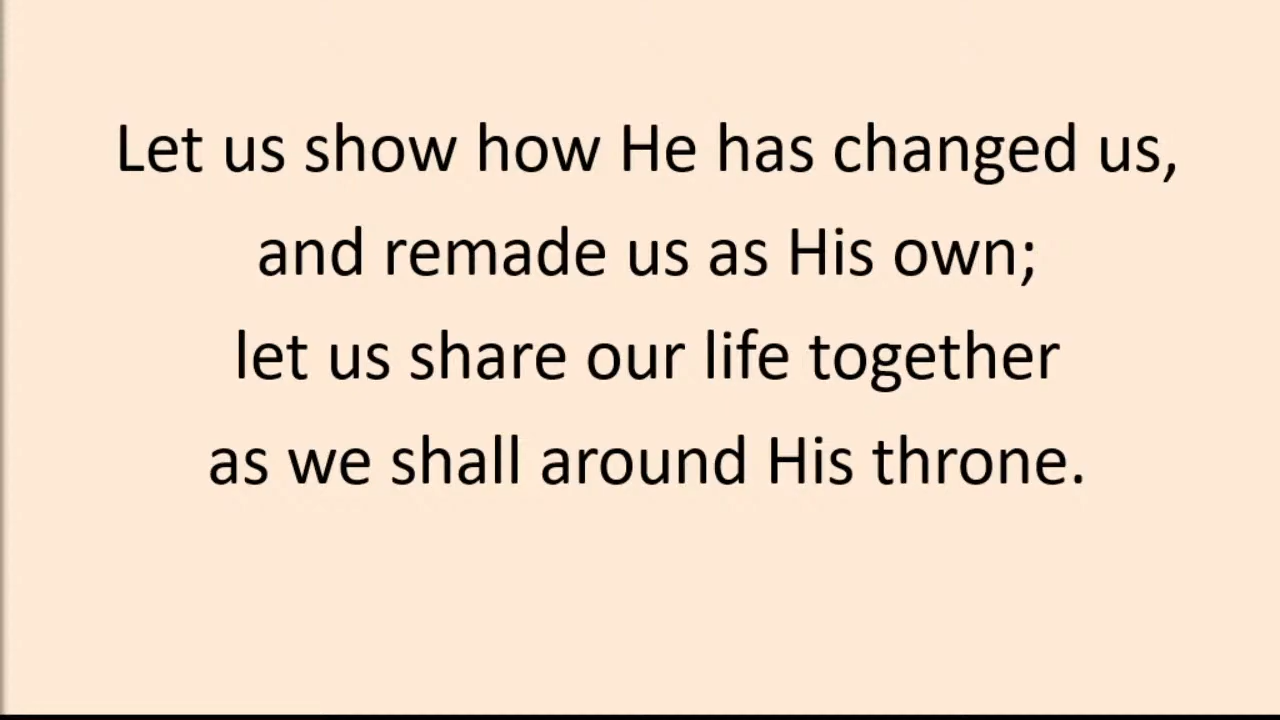 Let us show how He has changed us,
and remade us as His own;
let us share our life together
as we shall around His throne.